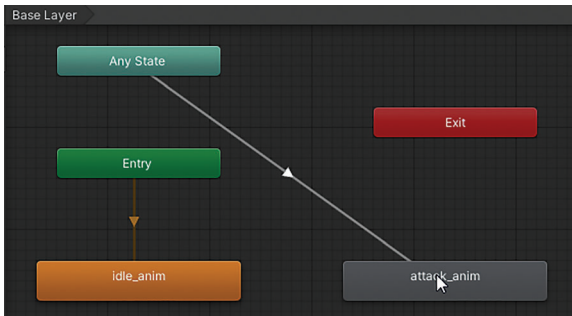 Base Layer
Any State
Exit
Entry
idle_anim
attack_anim